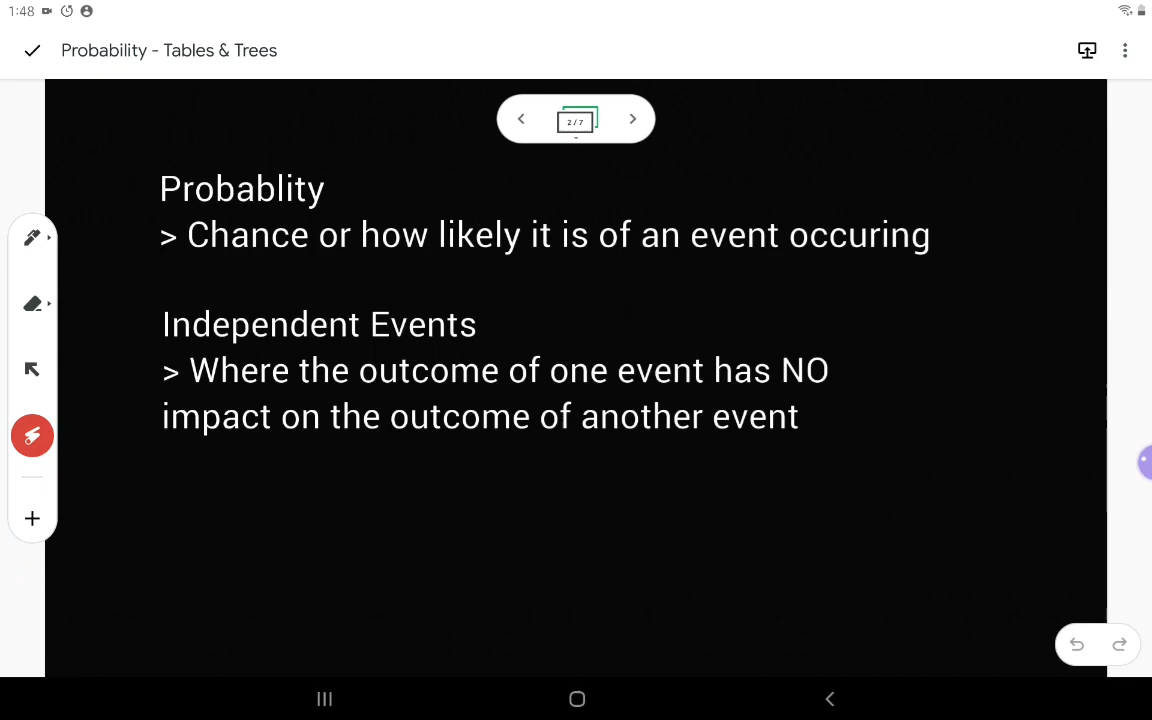 1:48
Probability - Tables & Trees
2 / 7
Probablity
> Chance or how likely it is of an event occuring
Independent Events
> Where the outcome of one event has NO
impact on the outcome of another event